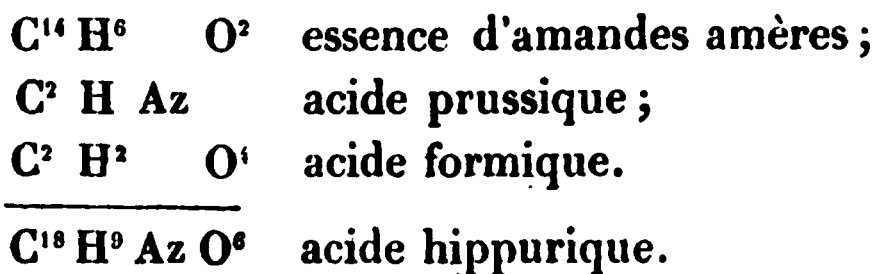 C¹⁴ H⁶ O² essence d'amandes amères;
C² H Az acide prussique;
C² H² O⁴ acide formique.
C¹⁸ H⁹ Az O⁶ acide hippurique.